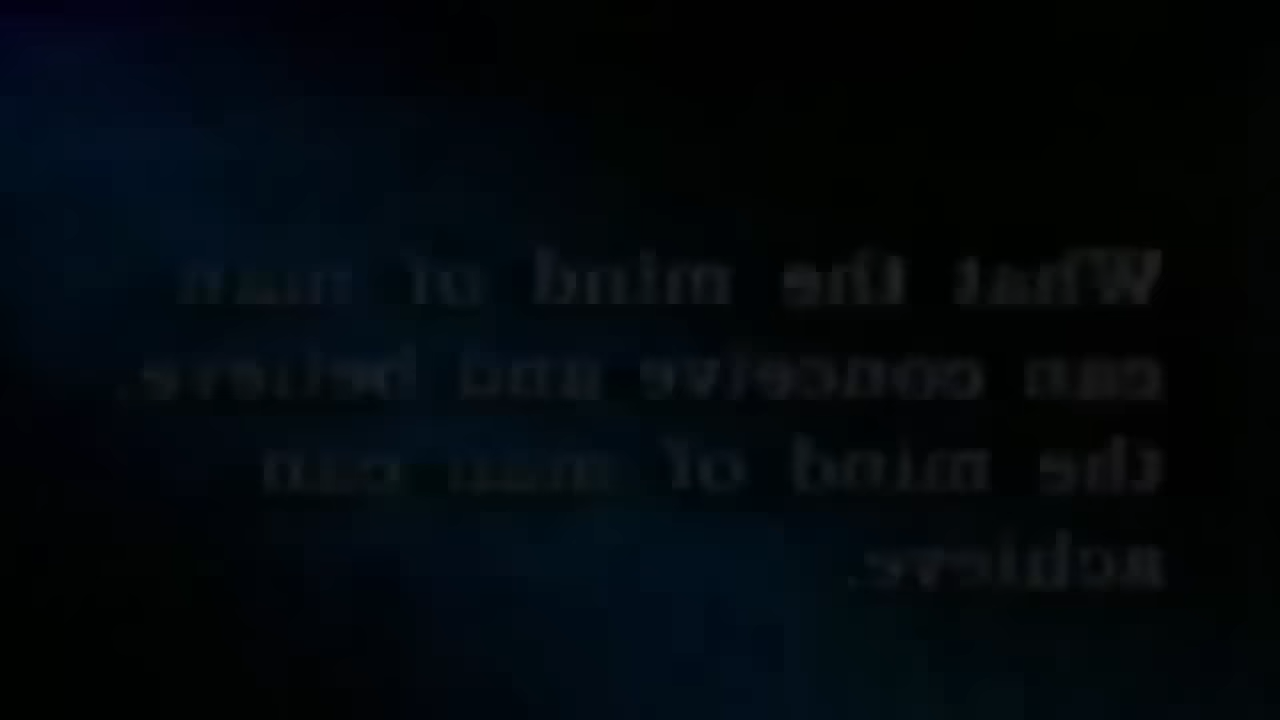 What the mind of man
can conceive and believe,
the mind of man can
achieve.